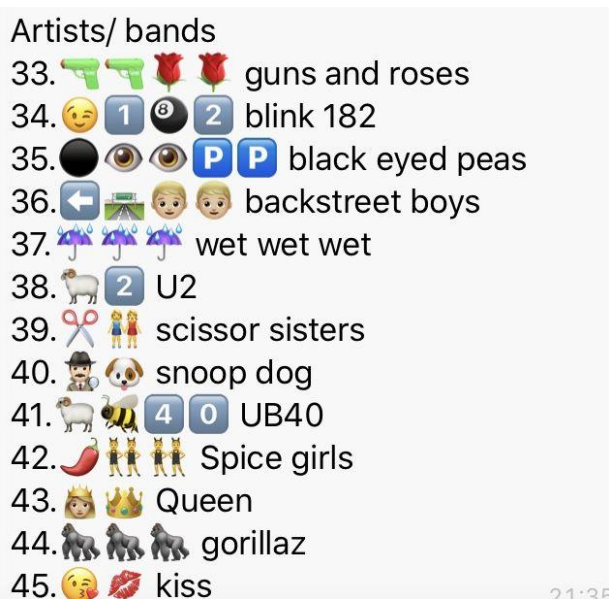 Artists/ bands
33.🔫🔫🌹🌹 guns and roses
34.😉1️⃣🎱2️⃣ blink 182
35.⚫👁️👁️🅿️🅿️ black eyed peas
36.⬅️🛣️👦🏼👦🏼 backstreet boys
37.☔☔☔ wet wet wet
38.🐏2️⃣ U2
39.✂️👭 scissor sisters
40.🕵️🐶 snoop dog
41.🐏🐝4️⃣0️⃣ UB40
42.🌶️👯👯 Spice girls
43.👸🏼👑 Queen
44.🦍🦍🦍 gorillaz
45.😘💋 kiss
21:35